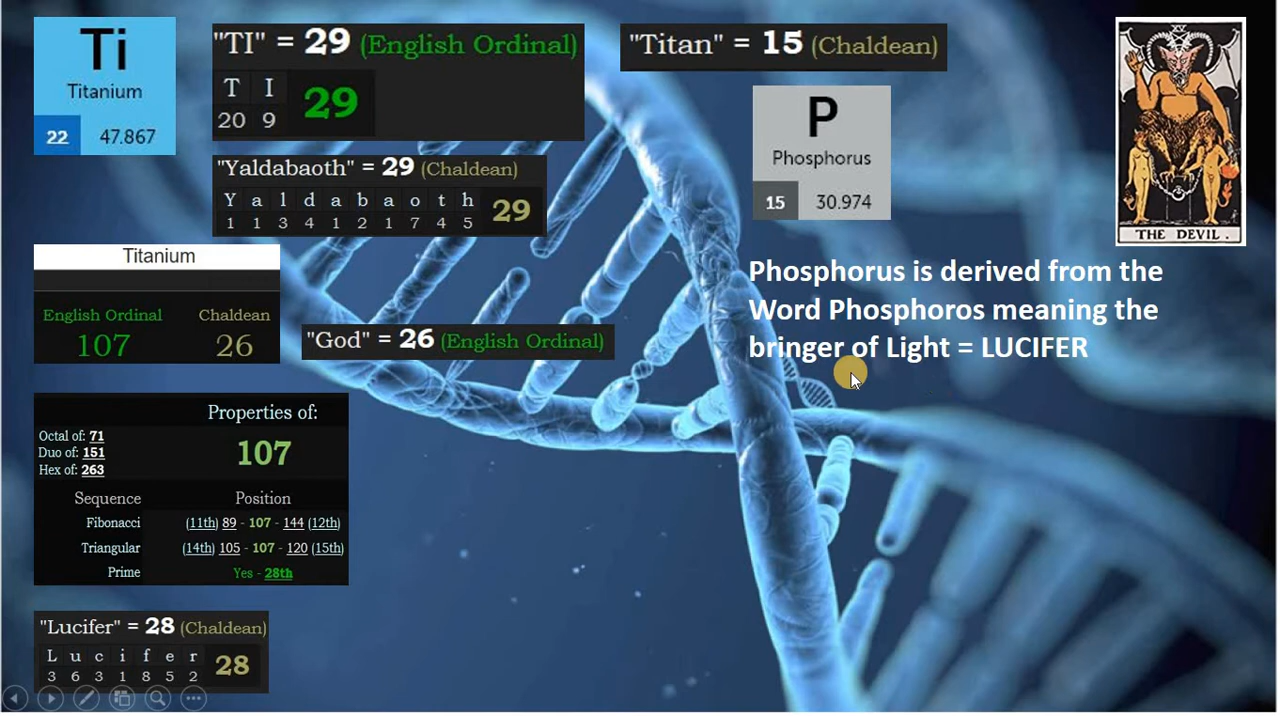 Ti
Titanium
22 47.867
"TI" = 29 (English Ordinal)
T I 29
20 9
"Yaldabaoth" = 29 (Chaldean)
Y a l d a b a o t h 29
1 1 3 4 1 2 1 7 4 5
Titanium
English Ordinal Chaldean
107 26
"God" = 26 (English Ordinal)
Properties of:
107
Octal of: 71
Duo of: 151
Hex of: 263
Sequence Position
Fibonacci (11th) 89 - 107 - 144 (12th)
Triangular (14th) 105 - 107 - 120 (15th)
Prime Yes - 28th
"Lucifer" = 28 (Chaldean)
L u c i f e r 28
3 6 3 1 8 5 2
"Titan" = 15 (Chaldean)
P
Phosphorus
15 30.974
XV
THE DEVIL.
Phosphorus is derived from the
Word Phosphoros meaning the
bringer of Light = LUCIFER